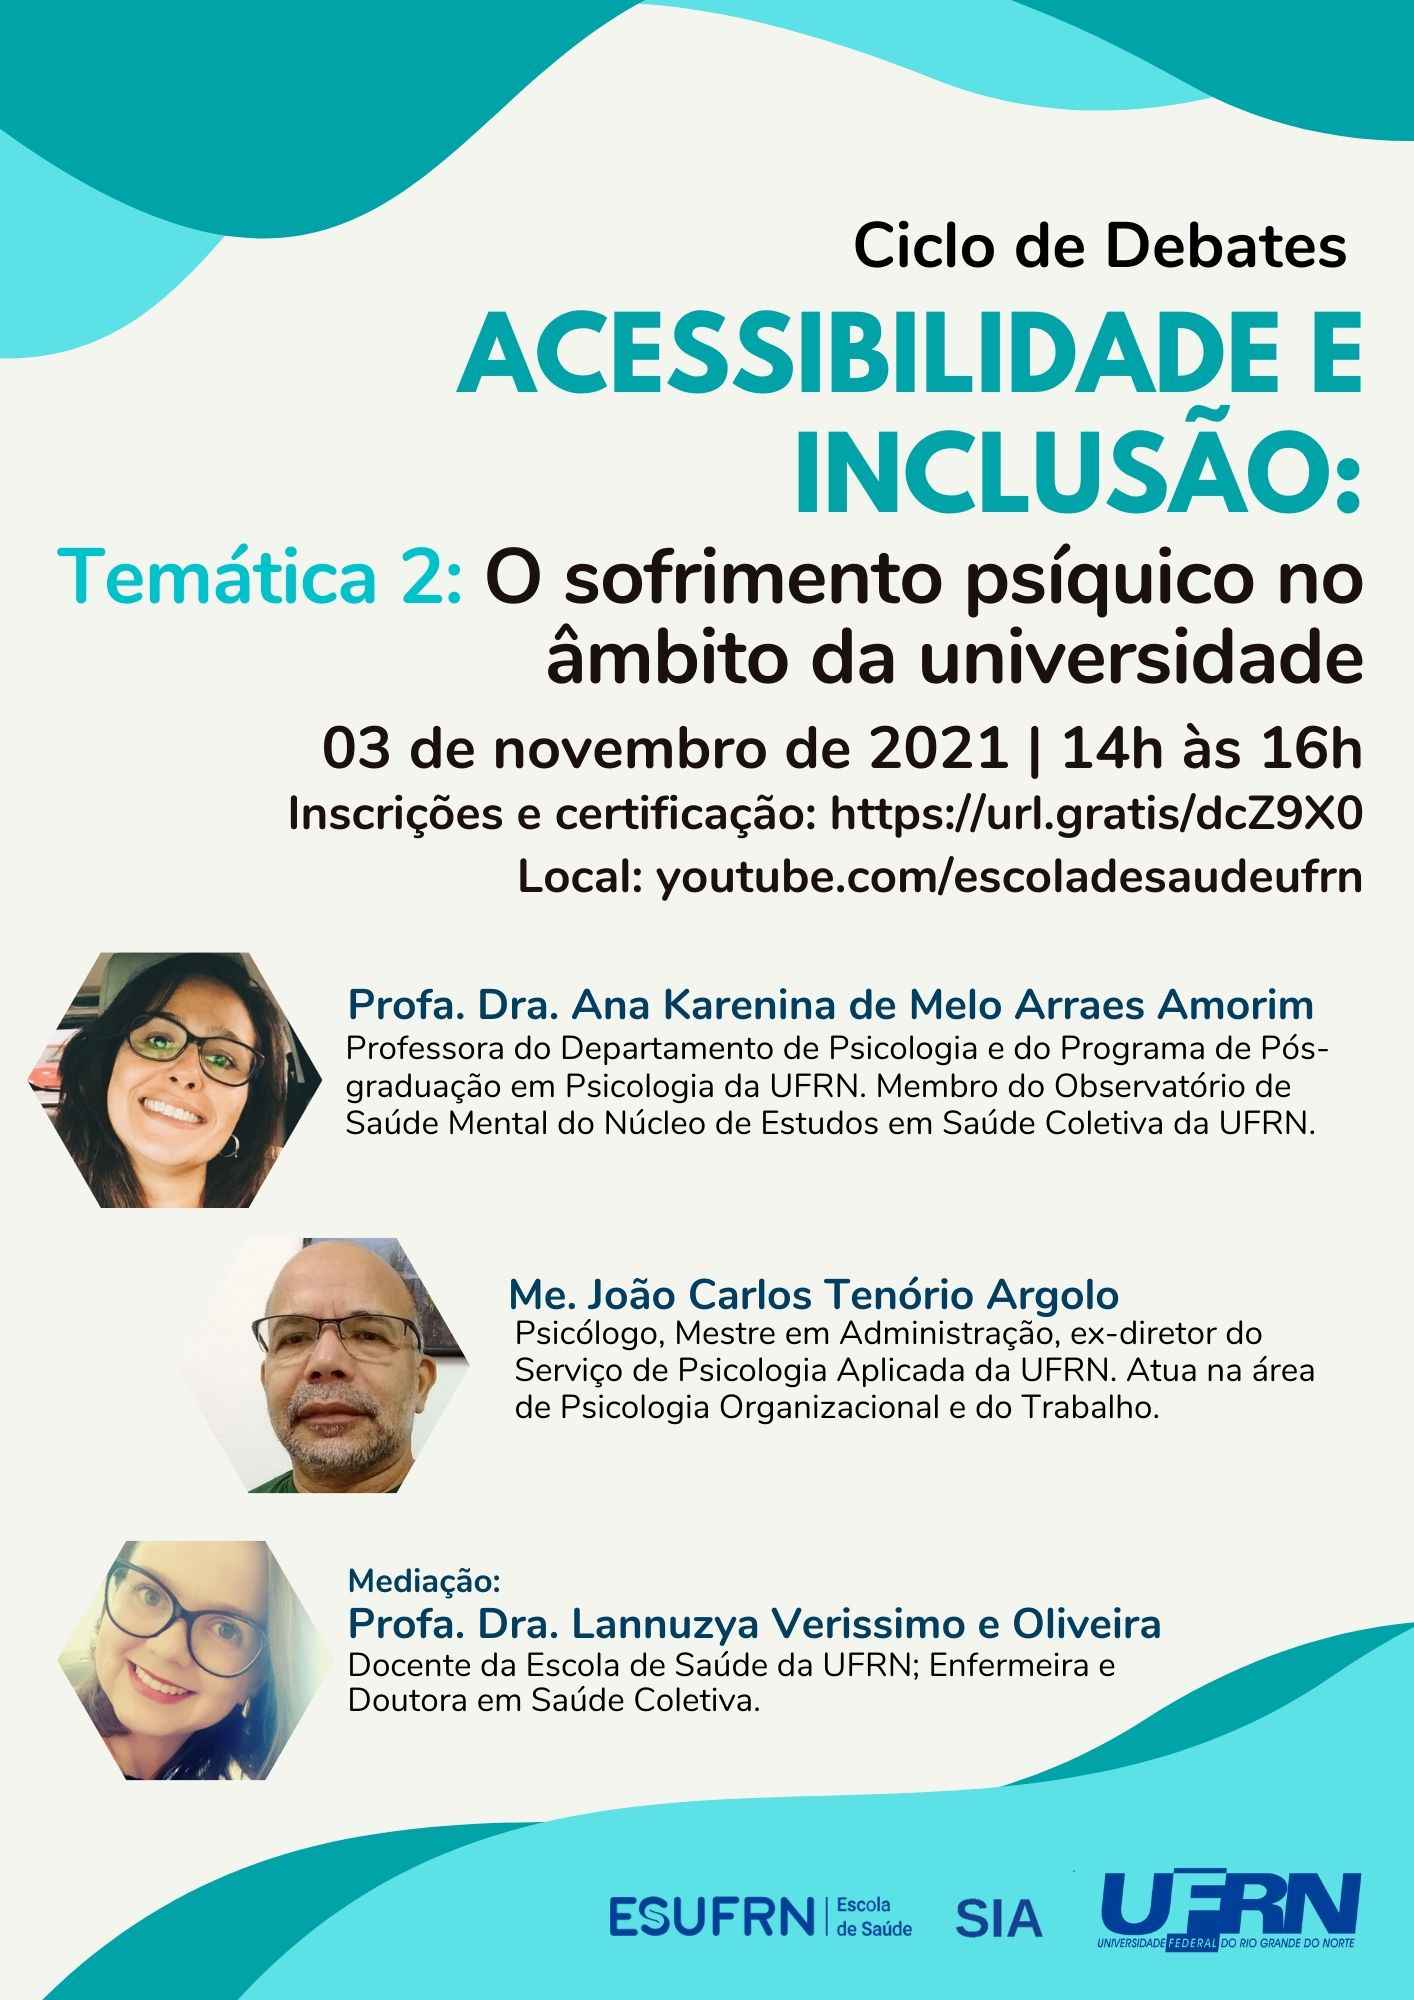 Ciclo de Debates
ACESSIBILIDADE E
INCLUSÃO:
Temática 2: O sofrimento psíquico no
âmbito da universidade
03 de novembro de 2021 | 14h às 16h
Inscrições e certificação: https://url.gratis/dcZ9X0
Local: youtube.com/escoladesaudeufrn
Profa. Dra. Ana Karenina de Melo Arraes Amorim
Professora do Departamento de Psicologia e do Programa de Pós-
graduação em Psicologia da UFRN. Membro do Observatório de
Saúde Mental do Núcleo de Estudos em Saúde Coletiva da UFRN.
Me. João Carlos Tenório Argolo
Psicólogo, Mestre em Administração, ex-diretor do
Serviço de Psicologia Aplicada da UFRN. Atua na área
de Psicologia Organizacional e do Trabalho.
Mediação:
Profa. Dra. Lannuzya Verissimo e Oliveira
Docente da Escola de Saúde da UFRN; Enfermeira e
Doutora em Saúde Coletiva.
ESUFRN Escola
de Saúde
SIA
UFRN
UNIVERSIDADE FEDERAL DO RIO GRANDE DO NORTE